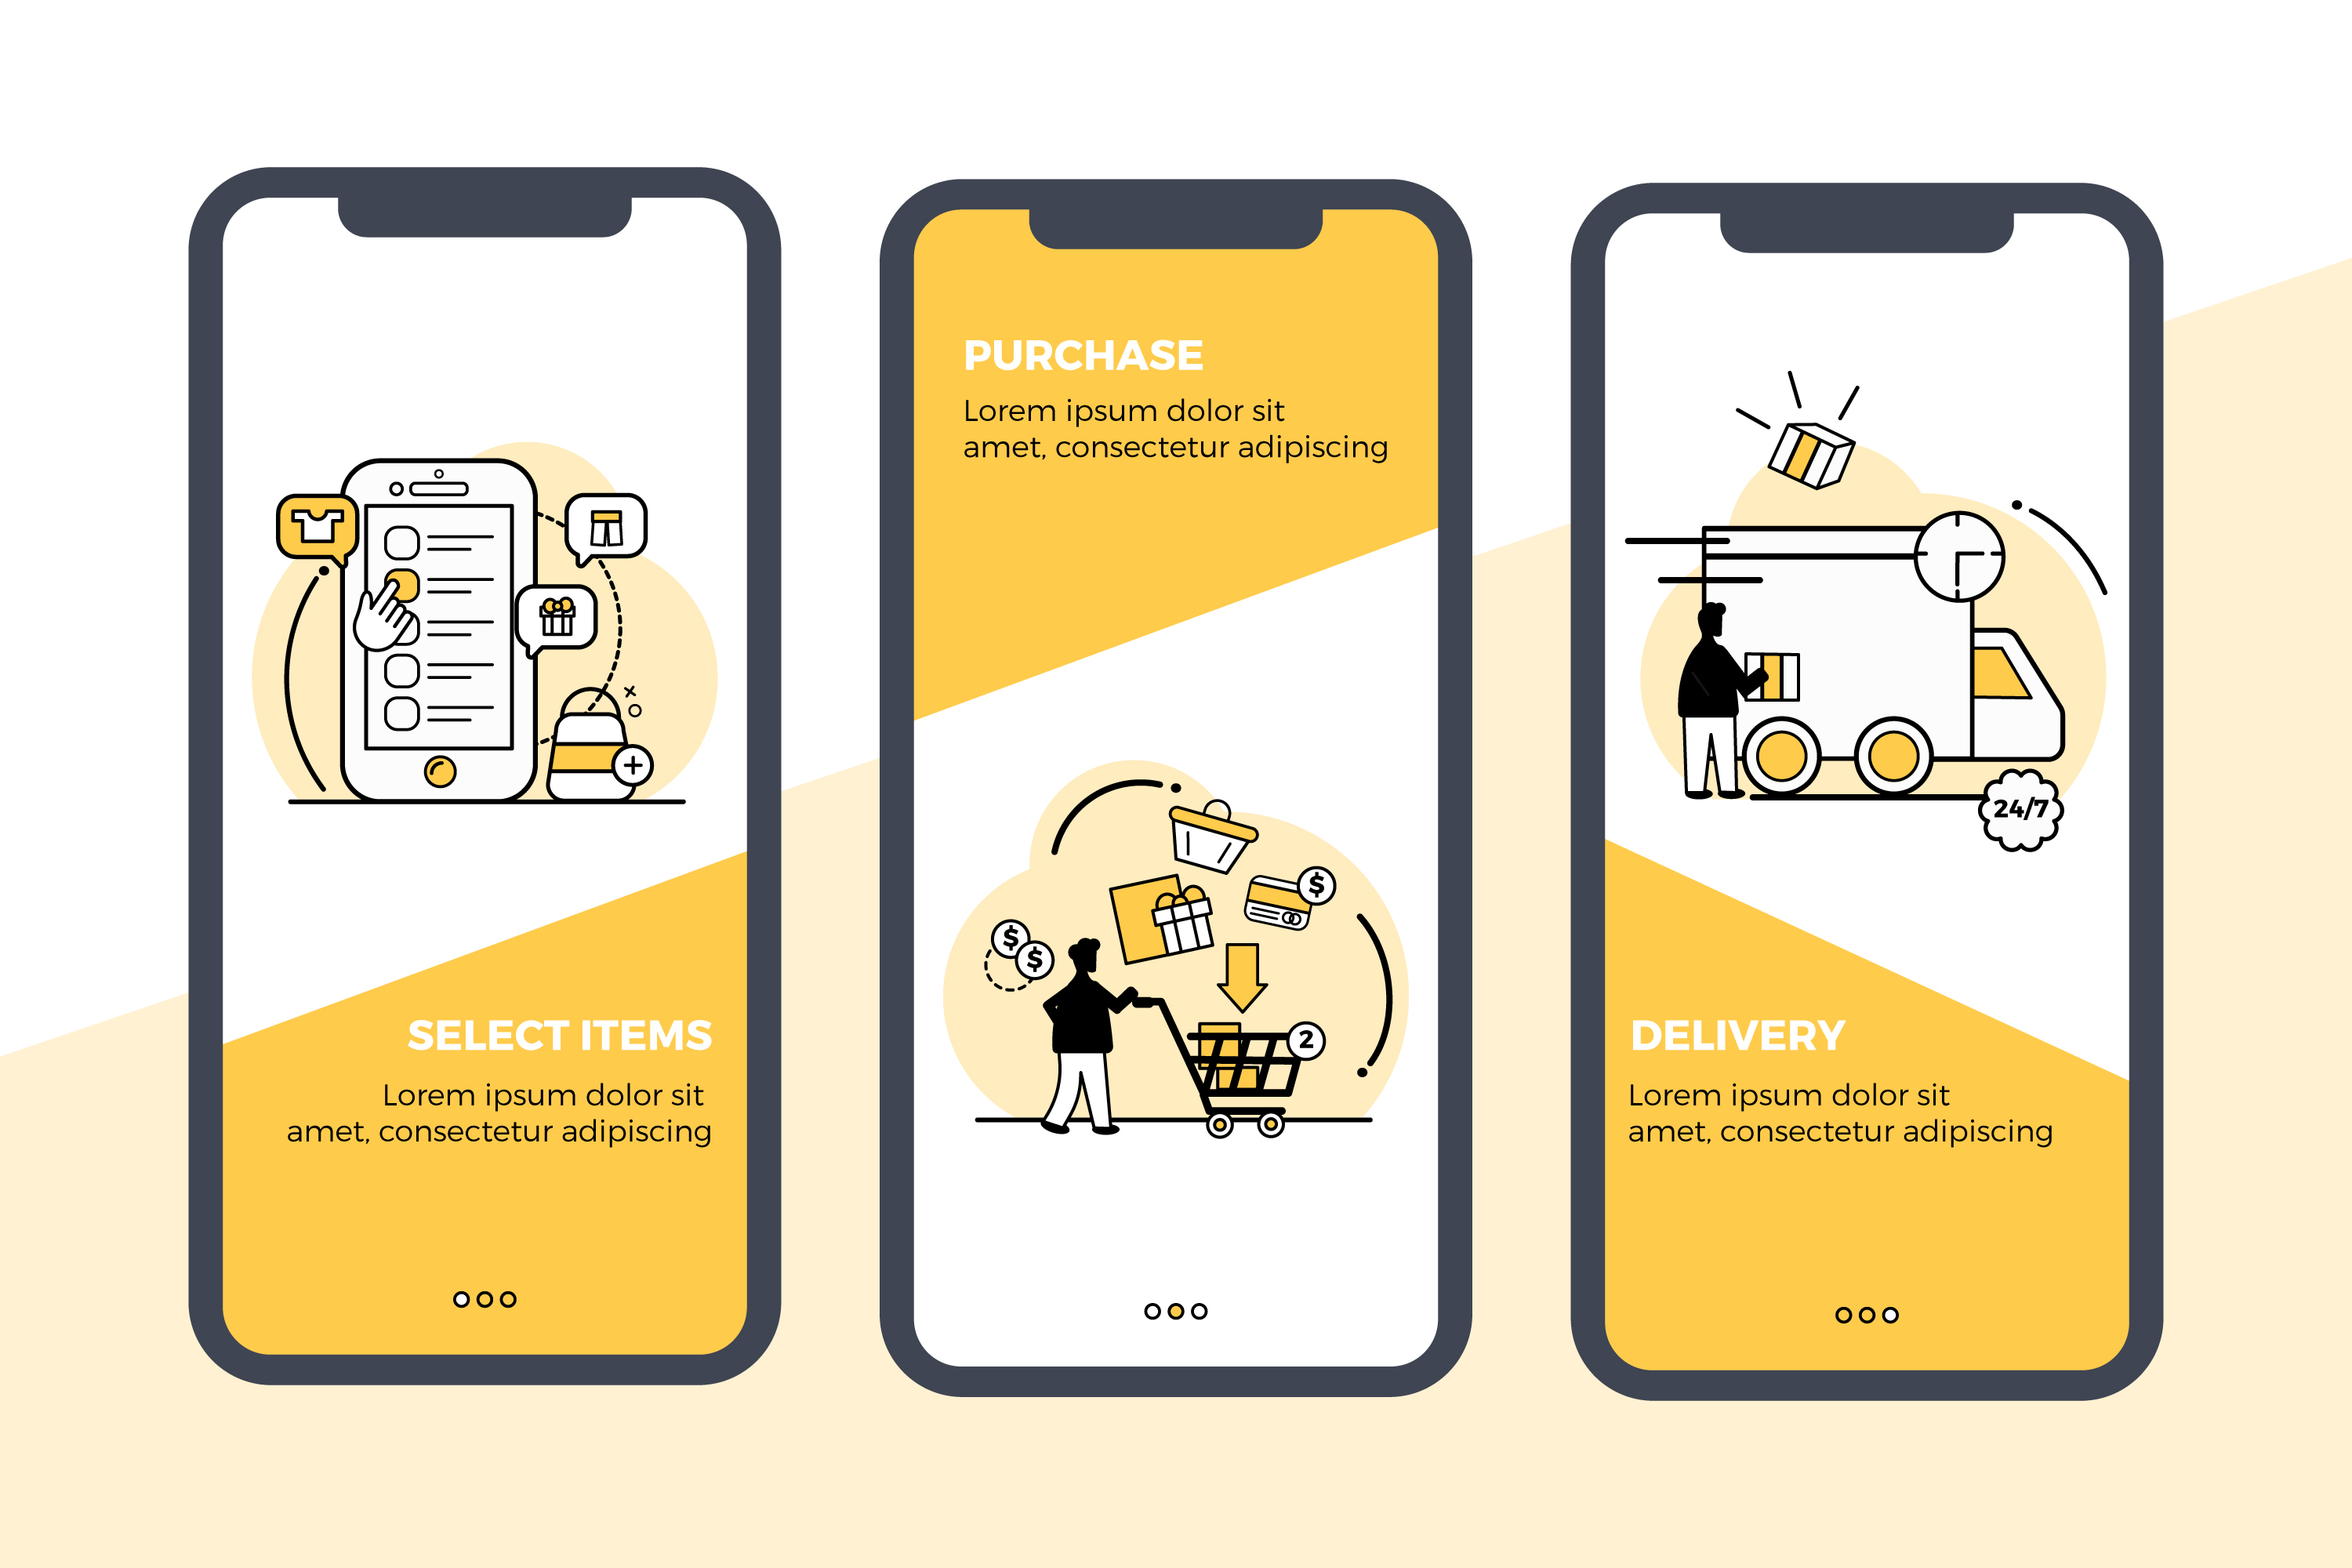 SELECT ITEMS
Lorem ipsum dolor sit
amet, consectetur adipiscing
PURCHASE
Lorem ipsum dolor sit
amet, consectetur adipiscing
$
$
$
2
24/7
DELIVERY
Lorem ipsum dolor sit
amet, consectetur adipiscing